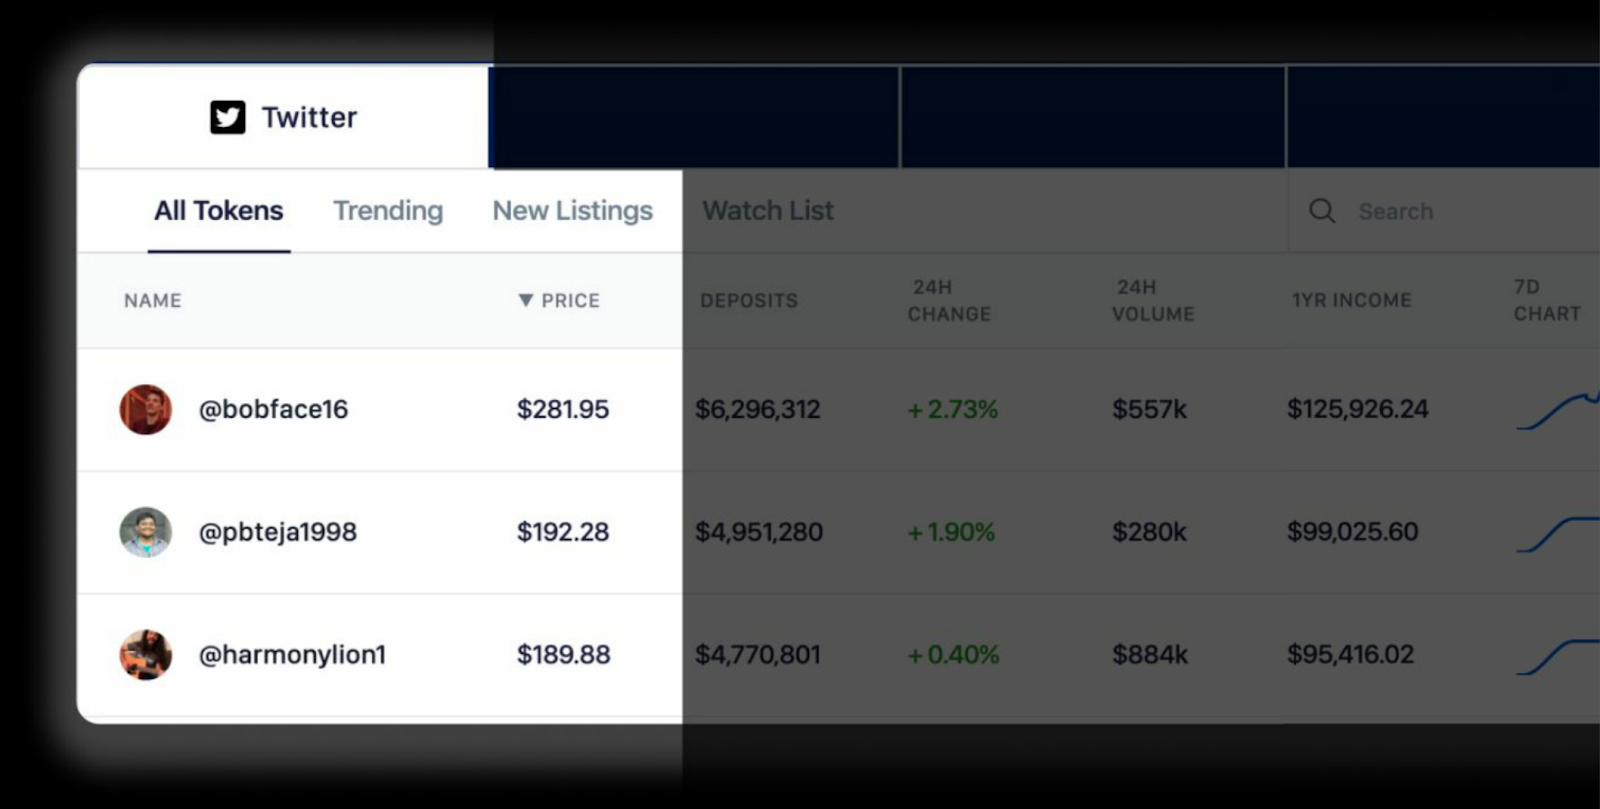 Twitter
All Tokens Trending New Listings Watch List Search
NAME ▼ PRICE DEPOSITS 24H CHANGE 24H VOLUME 1YR INCOME 7D CHART
@bobface16 $281.95 $6,296,312 + 2.73% $557k $125,926.24
@pbteja1998 $192.28 $4,951,280 + 1.90% $280k $99,025.60
@harmonylion1 $189.88 $4,770,801 + 0.40% $884k $95,416.02